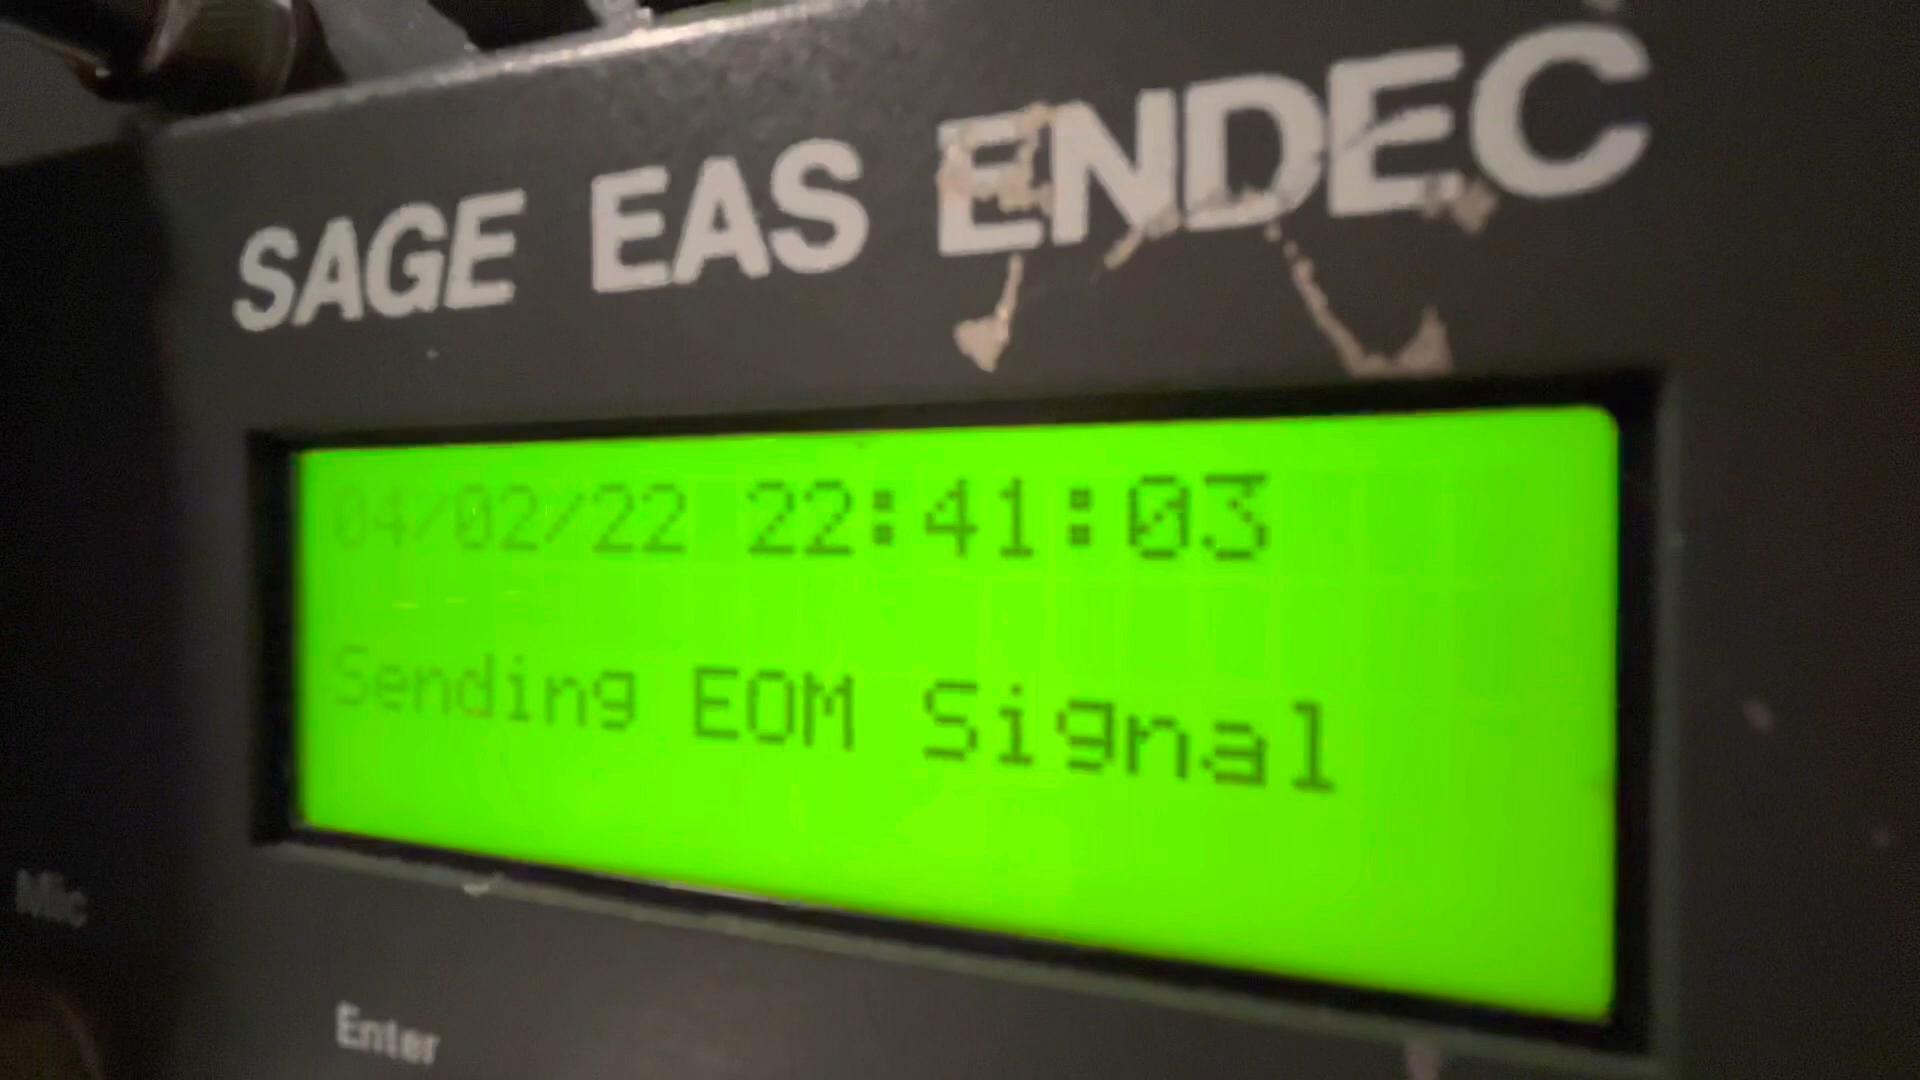 SAGE EAS ENDEC
04/02/22 22:41:03
Sending EOM Signal
Mic
Enter